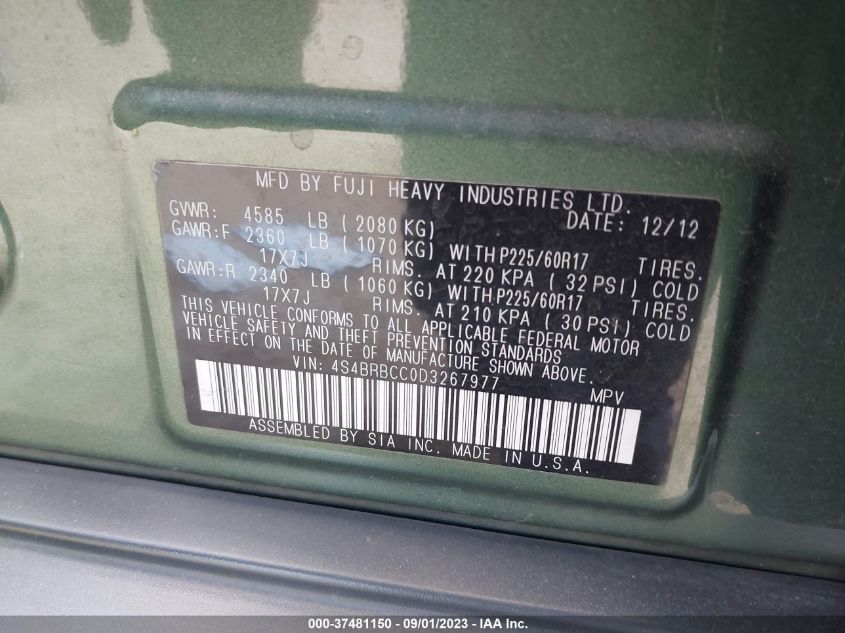 MFD BY FUJI HEAVY INDUSTRIES LTD.
GVWR: 4585 LB ( 2080 KG) DATE: 12/12
GAWR:F 2360 LB ( 1070 KG) WITH P225/60R17 TIRES.
17X7J RIMS. AT 220 KPA ( 32 PSI) COLD
GAWR:R 2340 LB ( 1060 KG) WITH P225/60R17 TIRES.
17X7J RIMS. AT 210 KPA ( 30 PSI) COLD
THIS VEHICLE CONFORMS TO ALL APPLICABLE FEDERAL MOTOR
VEHICLE SAFETY AND THEFT PREVENTION STANDARDS
IN EFFECT ON THE DATE OF MANUFACTURE SHOWN ABOVE.
VIN: 4S4BRBCC0D3267977 MPV
ASSEMBLED BY SIA INC. MADE IN U.S.A.
000-37481150 - 09/01/2023 - IAA Inc.